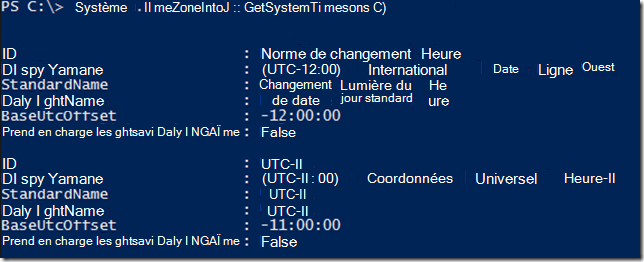 PS C:\> Système .II meZoneIntoJ :: GetSystemTi mesons C)
ID : Norme de changement Heure
DI spy Yamane : (UTC-12:00) International Date Ligne Ouest
StandardName : Changement Lumière du He
Daly I ghtName : de date jour standard ure
BaseUtcOffset : -12:00:00
Prend en charge les ghtsavi Daly I NGAÏ me : False
ID : UTC-II
DI spy Yamane : (UTC-II : 00) Coordonnées Universel Heure-II
StandardName : UTC-II
Daly I ghtName : UTC-II
BaseUtcOffset : -11:00:00
Prend en charge les ghtsavi Daly I NGAÏ me : False